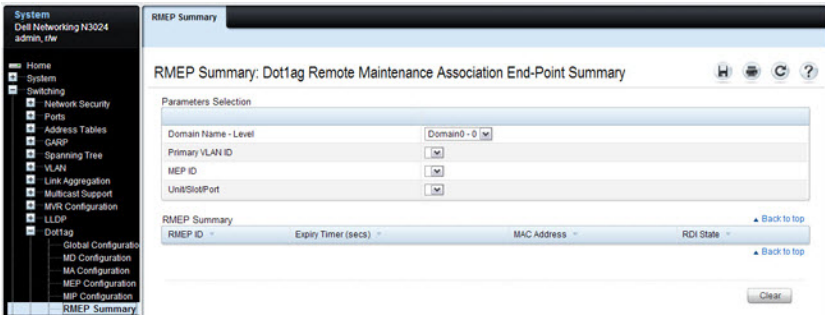 System
Dell Networking N3024
admin, r/w
Home
System
Switching
Network Security
Ports
Address Tables
GARP
Spanning Tree
VLAN
Link Aggregation
Multicast Support
MVR Configuration
LLDP
Dot1ag
Global Configuratio
MD Configuration
MA Configuration
MEP Configuration
MIP Configuration
RMEP Summary
RMEP Summary
RMEP Summary: Dot1ag Remote Maintenance Association End-Point Summary
?
Parameters Selection
Domain Name - Level Domain0 - 0
Primary VLAN ID
MEP ID
Unit/Slot/Port
RMEP Summary Back to top
RMEP ID Expiry Timer (secs) MAC Address RDI State
Back to top
Clear